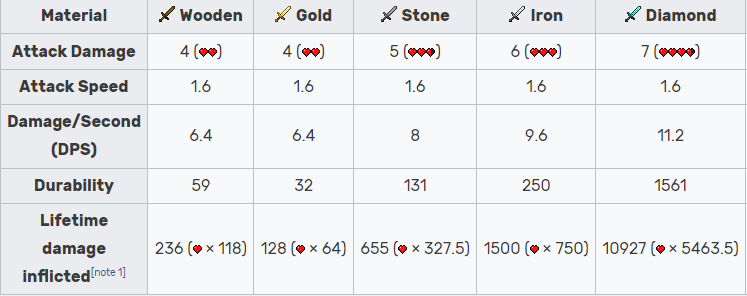 Material Wooden Gold Stone Iron Diamond
Attack Damage 4 () 4 () 5 () 6 () 7 ()
Attack Speed 1.6 1.6 1.6 1.6 1.6
Damage/Second
(DPS) 6.4 6.4 8 9.6 11.2
Durability 59 32 131 250 1561
Lifetime
damage 236 (× 118) 128 (× 64) 655 (× 327.5) 1500 (× 750) 10927 (× 5463.5)
inflicted[note 1]